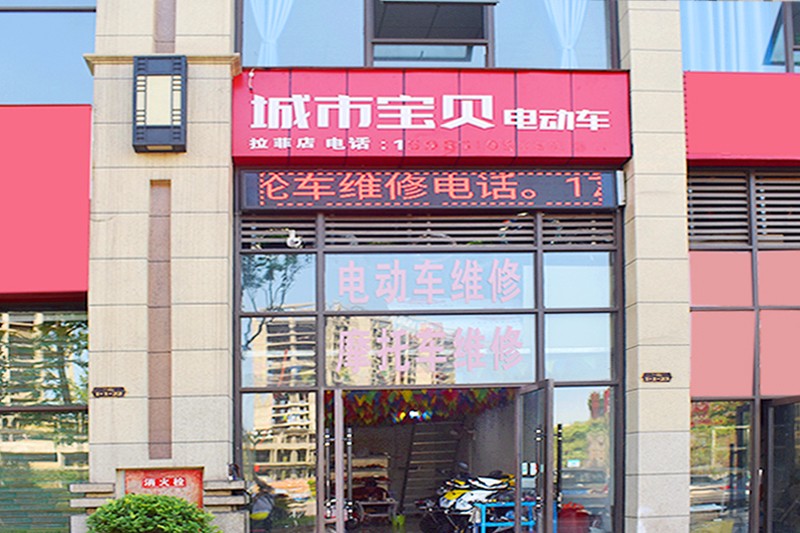 城市宝贝 电动车
拉菲店 电话：1
轮车维修电话。
电动车维修
摩托车维修
消火栓